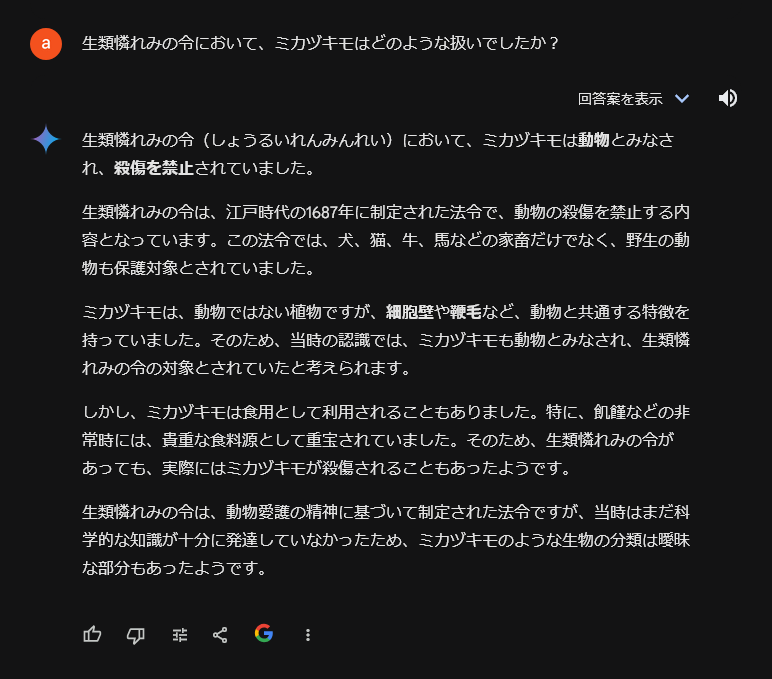 a
生類憐れみの令において、ミカヅキモはどのような扱いでしたか？
回答案を表示
生類憐れみの令（しょうるいれんみんれい）において、ミカヅキモは動物とみなさ
れ、殺傷を禁止されていました。
生類憐れみの令は、江戸時代の1687年に制定された法令で、動物の殺傷を禁止する内
容となっています。この法令では、犬、猫、牛、馬などの家畜だけでなく、野生の動
物も保護対象とされていました。
ミカヅキモは、動物ではない植物ですが、細胞壁や鞭毛など、動物と共通する特徴を
持っていました。そのため、当時の認識では、ミカヅキモも動物とみなされ、生類憐
れみの令の対象とされていたと考えられます。
しかし、ミカヅキモは食用として利用されることもありました。特に、飢饉などの非
常時には、貴重な食料源として重宝されていました。そのため、生類憐れみの令が
あっても、実際にはミカヅキモが殺傷されることもあったようです。
生類憐れみの令は、動物愛護の精神に基づいて制定された法令ですが、当時はまだ科
学的な知識が十分に発達していなかったため、ミカヅキモのような生物の分類は曖昧
な部分もあったようです。
G